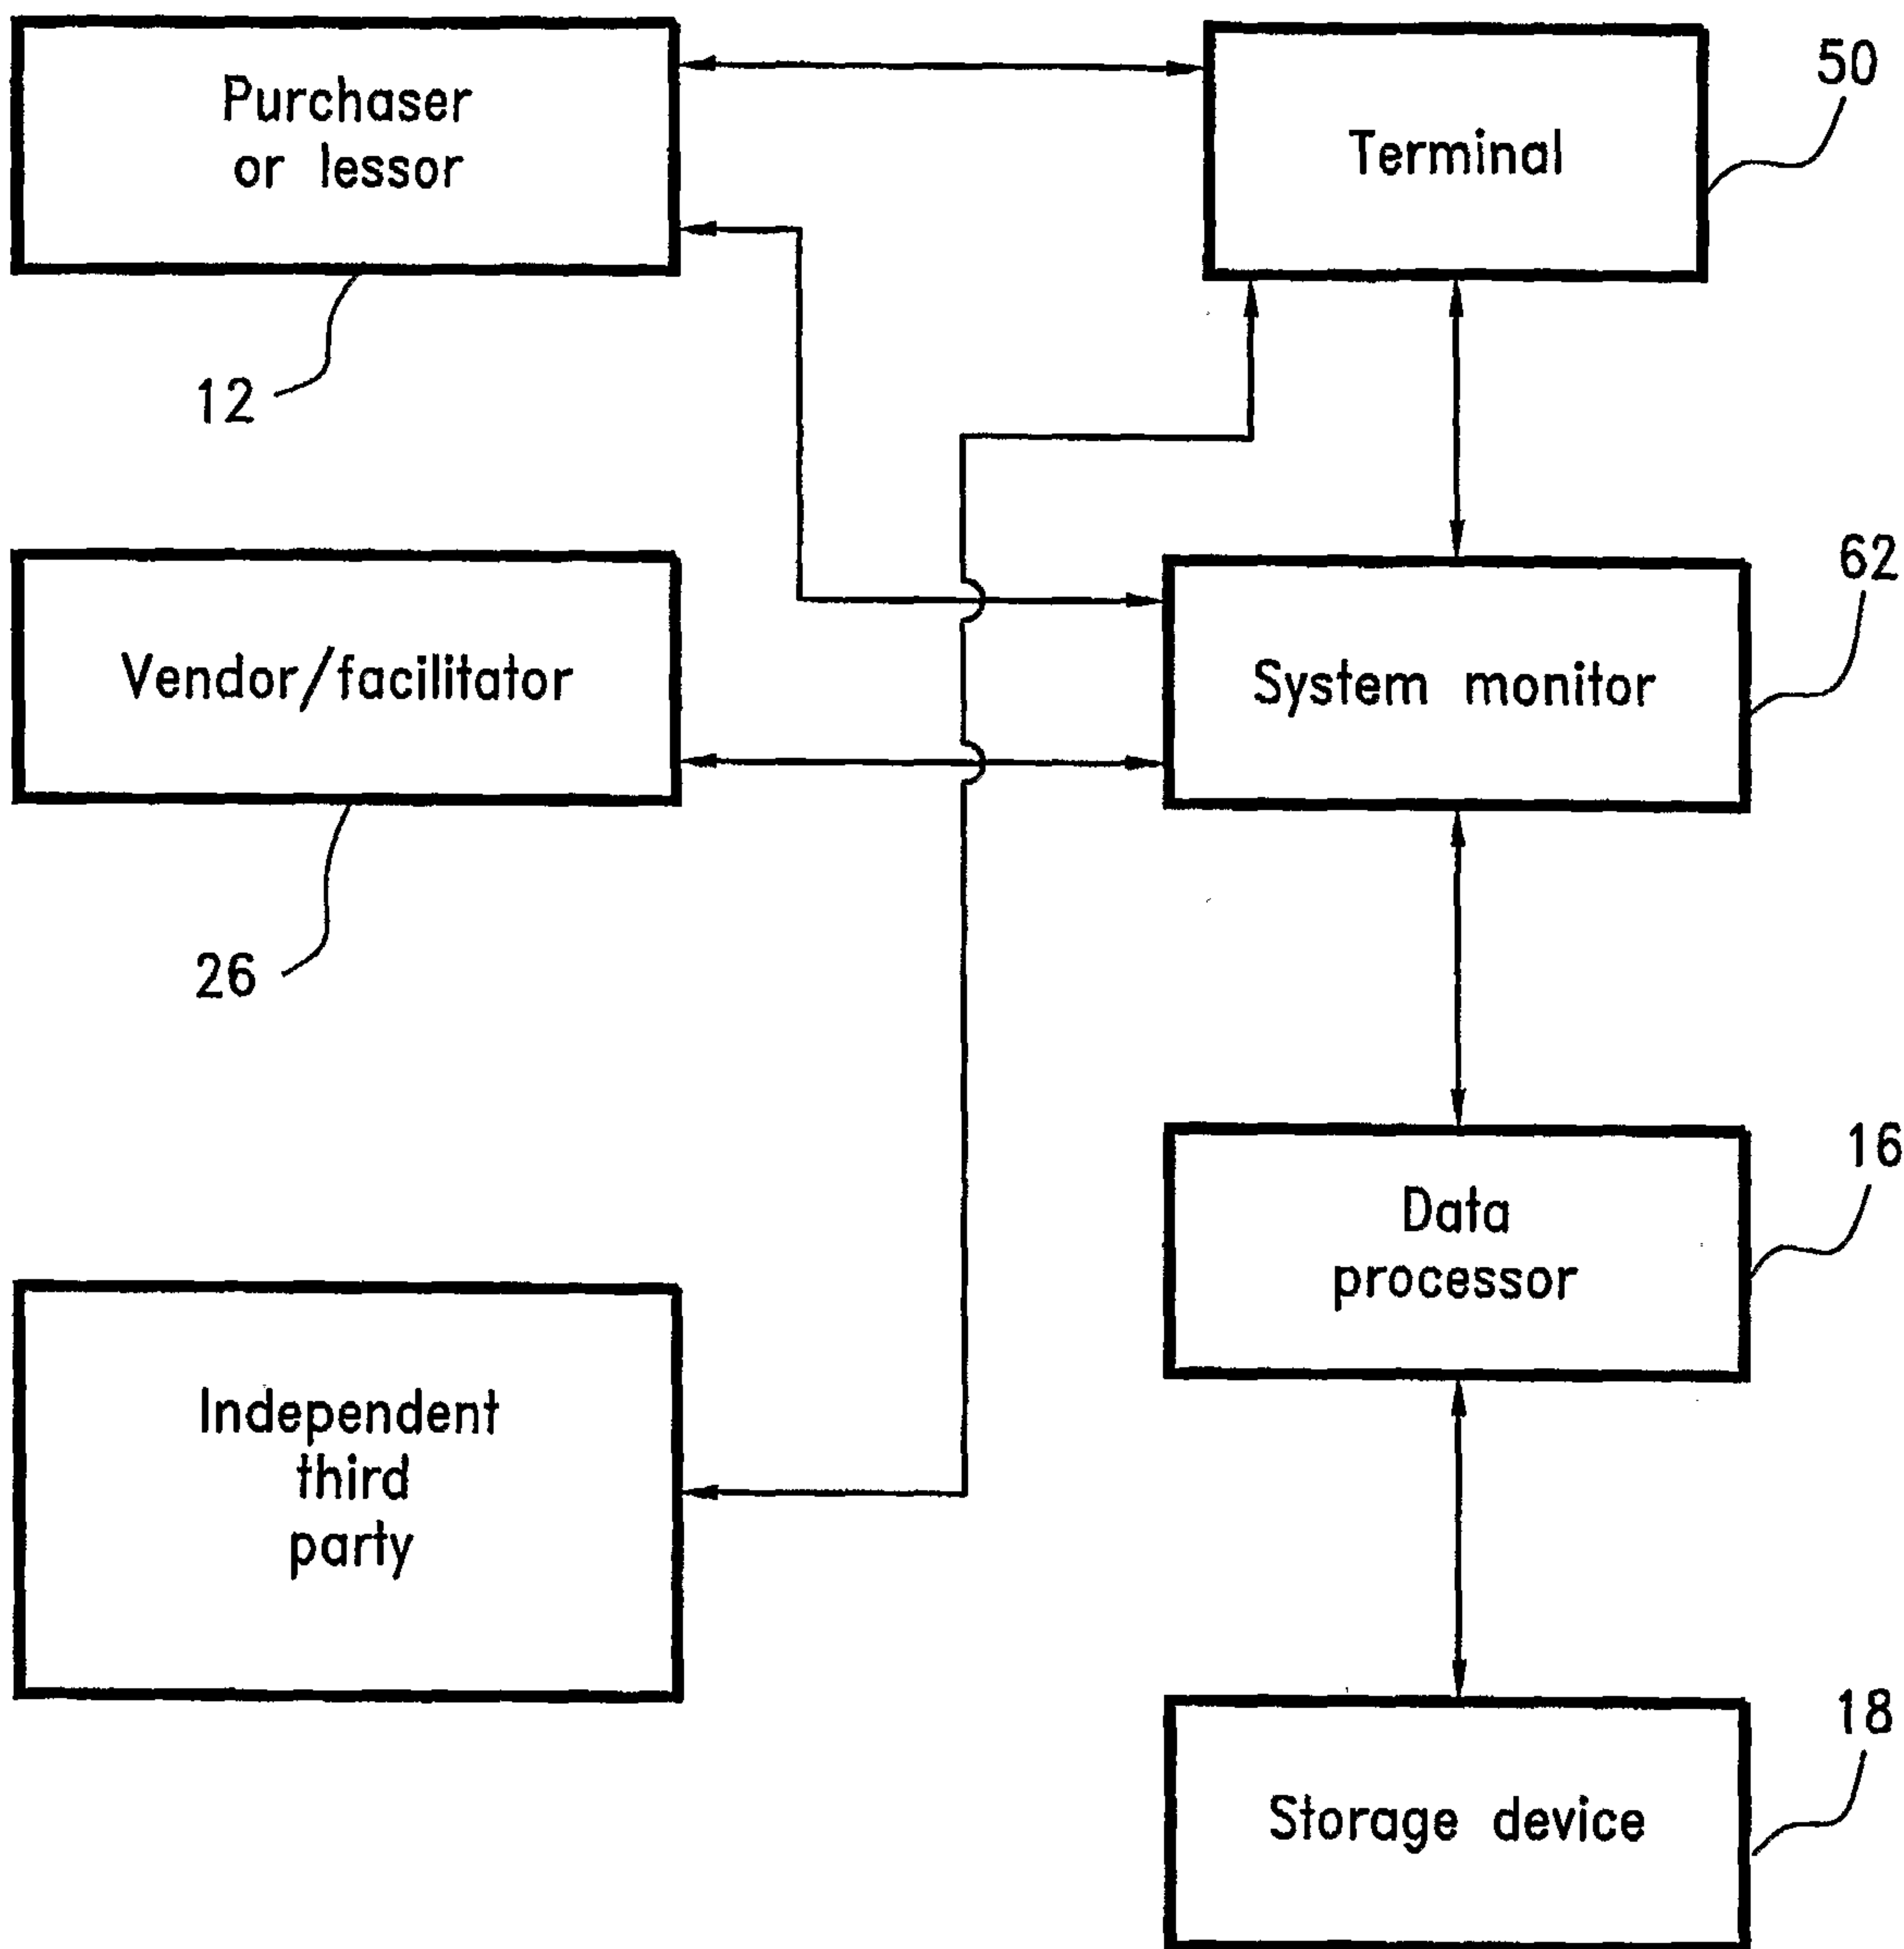 Purchaser
or lessor
12
Terminal
50
Vendor/facilitator
26
System monitor
62
Data
processor
16
Independent
third
party
Storage device
18